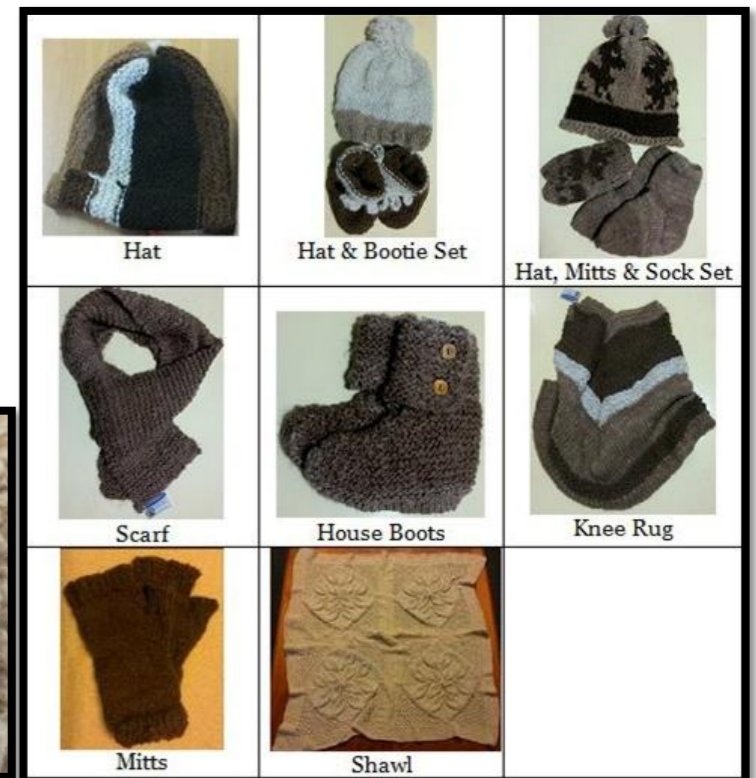 Hat
Hat & Bootie Set
Hat, Mitts & Sock Set
Scarf
House Boots
Knee Rug
Mitts
Shawl